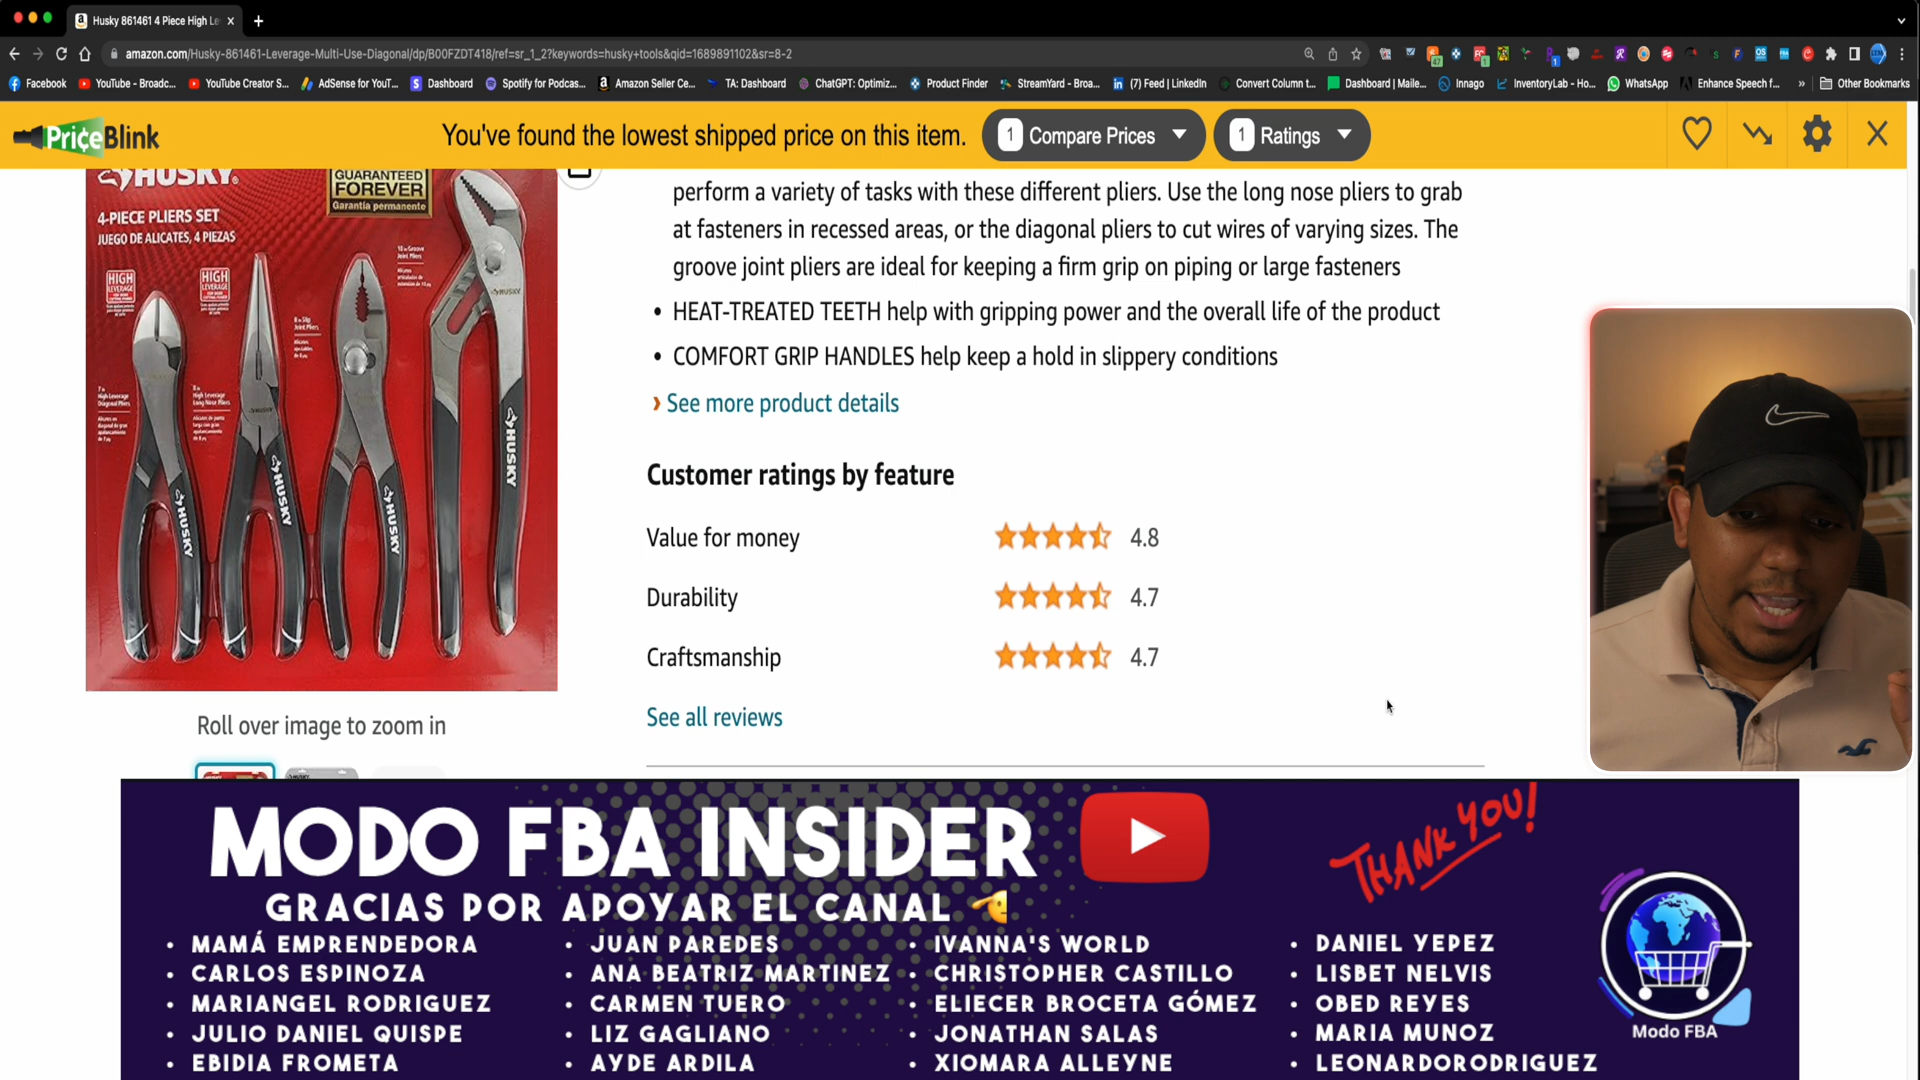 Husky 861461 4 Piece High Le
amazon.com/Husky-861461-Leverage-Multi-Use-Diagonal/dp/B00FZDT418/ref=sr_1_2?keywords=husky+tools&qid=1689891102&sr=8-2
Facebook
YouTube - Broadc...
YouTube Creator S...
AdSense for YouT...
Dashboard
Spotify for Podcas...
Amazon Seller Ce...
TA: Dashboard
ChatGPT: Optimiz...
Product Finder
StreamYard - Broa...
(7) Feed | LinkedIn
Convert Column t...
Dashboard | Maile...
Innago
InventoryLab - Ho...
WhatsApp
Enhance Speech f...
»
Other Bookmarks
PriceBlink
You've found the lowest shipped price on this item.
1 Compare Prices
1 Ratings
HUSKY
GUARANTEED
FOREVER
Garantía permanente
4-PIECE PLIERS SET
JUEGO DE ALICATES, 4 PIEZAS
HIGH
LEVERAGE
HIGH
LEVERAGE
HUSKY
HUSKY
HUSKY
HUSKY
perform a variety of tasks with these different pliers. Use the long nose pliers to grab
at fasteners in recessed areas, or the diagonal pliers to cut wires of varying sizes. The
groove joint pliers are ideal for keeping a firm grip on piping or large fasteners
• HEAT-TREATED TEETH help with gripping power and the overall life of the product
• COMFORT GRIP HANDLES help keep a hold in slippery conditions
› See more product details
Customer ratings by feature
Value for money 4.8
Durability 4.7
Craftsmanship 4.7
See all reviews
Roll over image to zoom in
MODO FBA INSIDER
THANK YOU!
GRACIAS POR APOYAR EL CANAL
• MAMÁ EMPRENDEDORA
• CARLOS ESPINOZA
• MARIANGEL RODRIGUEZ
• JULIO DANIEL QUISPE
• EBIDIA FROMETA
• JUAN PAREDES
• ANA BEATRIZ MARTINEZ
• CARMEN TUERO
• LIZ GAGLIANO
• AYDE ARDILA
• IVANNA'S WORLD
• CHRISTOPHER CASTILLO
• ELIECER BROCETA GÓMEZ
• JONATHAN SALAS
• XIOMARA ALLEYNE
• DANIEL YEPEZ
• LISBET NELVIS
• OBED REYES
• MARIA MUNOZ
• LEONARDORODRIGUEZ
Modo FBA